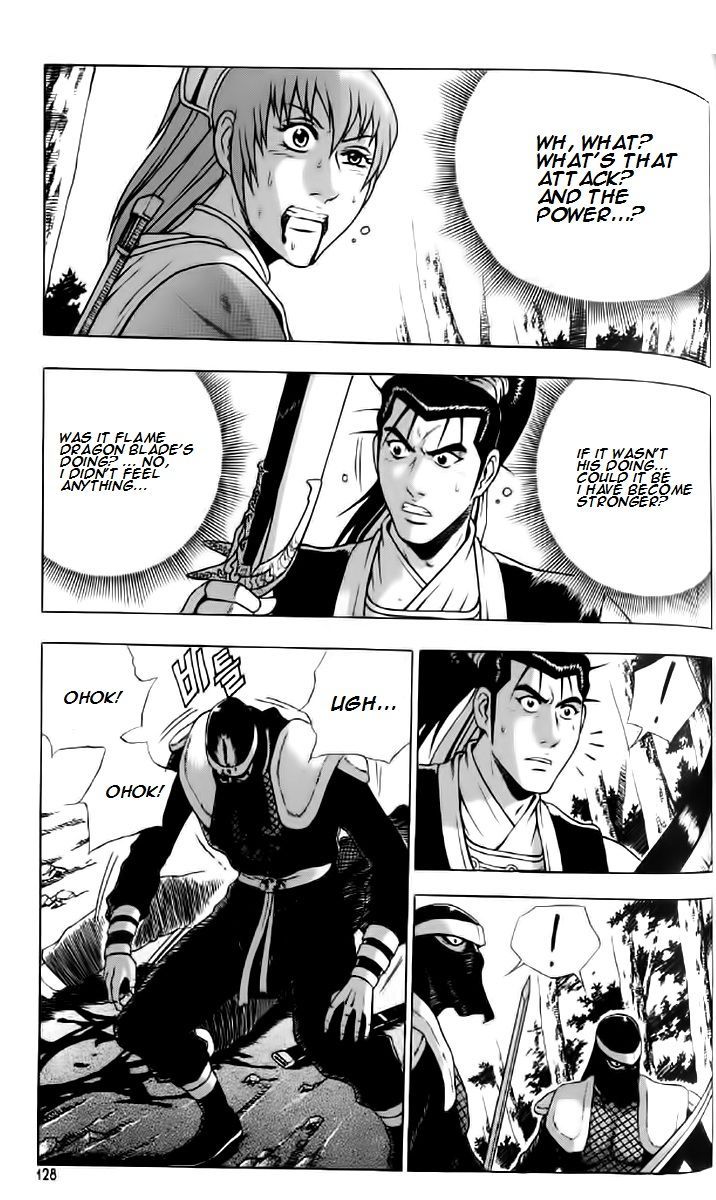 WH, WHAT?
WHAT'S THAT
ATTACK?
AND THE
POWER...?
WAS IT FLAME
DRAGON BLADE'S
DOING? ... NO,
I DIDN'T FEEL
ANYTHING...
IF IT WASN'T
HIS DOING...
COULD IT BE
I HAVE BECOME
STRONGER?
OHOK!
비틀
UGH...
OHOK!
!
!
128